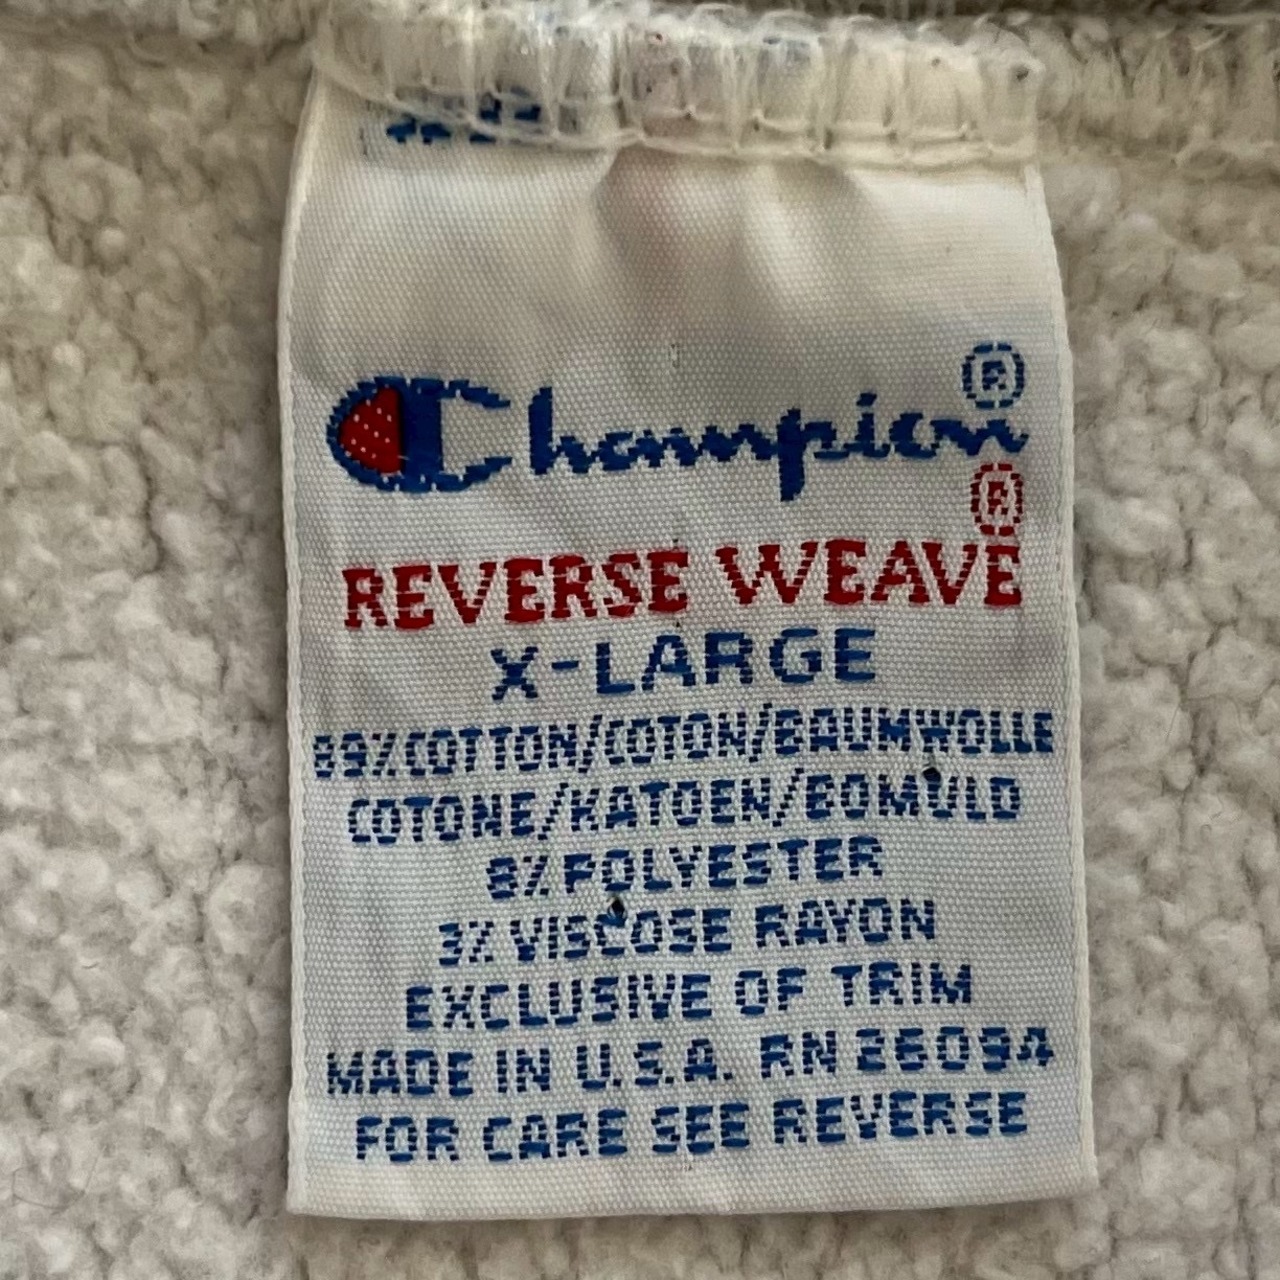 Champion®
®
REVERSE WEAVE
X-LARGE
89%COTTON/COTON/BAUMWOLLE
COTONE/KATOEN/BOMULD
8% POLYESTER
3% VISCOSE RAYON
EXCLUSIVE OF TRIM
MADE IN U.S.A. RN 26094
FOR CARE SEE REVERSE